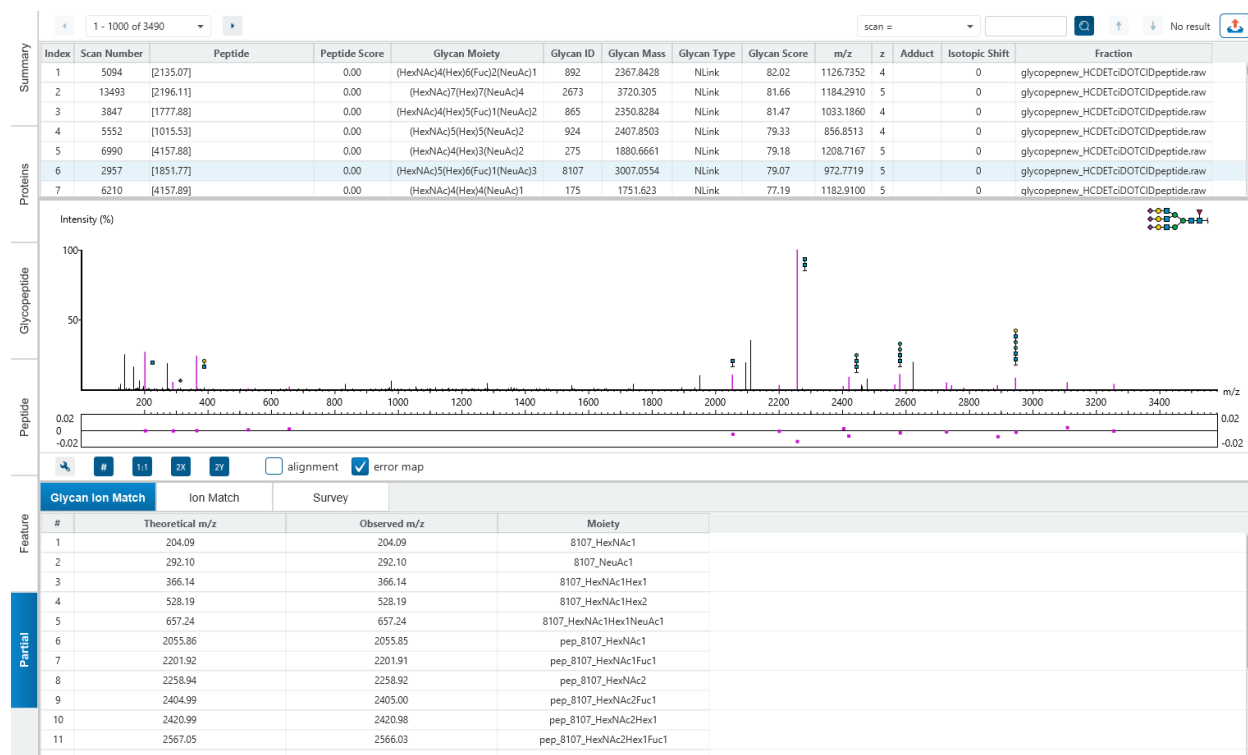 1 - 1000 of 3490 scan = No result
Index Scan Number Peptide Peptide Score Glycan Moiety Glycan ID Glycan Mass Glycan Type Glycan Score m/z z Adduct Isotopic Shift Fraction
1 5094 [2135.07] 0.00 (HexNAc)4(Hex)6(Fuc)2(NeuAc)1 892 2367.8428 NLink 82.02 1126.7352 4 0 glycopepnew_HCDETciDOTCIDpeptide.raw
2 13493 [2196.11] 0.00 (HexNAc)7(Hex)7(NeuAc)4 2673 3720.305 NLink 81.66 1184.2910 5 0 glycopepnew_HCDETciDOTCIDpeptide.raw
3 3847 [1777.88] 0.00 (HexNAc)4(Hex)5(Fuc)1(NeuAc)2 865 2350.8284 NLink 81.47 1033.1860 4 0 glycopepnew_HCDETciDOTCIDpeptide.raw
4 5552 [1015.53] 0.00 (HexNAc)5(Hex)5(NeuAc)2 924 2407.8503 NLink 79.33 856.8513 4 0 glycopepnew_HCDETciDOTCIDpeptide.raw
5 6990 [4157.88] 0.00 (HexNAc)4(Hex)3(NeuAc)2 275 1880.6661 NLink 79.18 1208.7167 5 0 glycopepnew_HCDETciDOTCIDpeptide.raw
6 2957 [1851.77] 0.00 (HexNAc)5(Hex)6(Fuc)1(NeuAc)3 8107 3007.0554 NLink 79.07 972.7719 5 0 glycopepnew_HCDETciDOTCIDpeptide.raw
7 6210 [4157.89] 0.00 (HexNAc)4(Hex)4(NeuAc)1 175 1751.623 NLink 77.19 1182.9100 5 0 glycopepnew_HCDETciDOTCIDpeptide.raw
Summary
Proteins
Glycopeptide
Peptide
Feature
Partial
Intensity (%)
100
50
200 400 600 800 1000 1200 1400 1600 1800 2000 2200 2400 2600 2800 3000 3200 3400 m/z
0.02 0.02
0
-0.02 -0.02
# 1:1 2X 2Y alignment error map
Glycan Ion Match Ion Match Survey
# Theoretical m/z Observed m/z Moiety
1 204.09 204.09 8107_HexNAc1
2 292.10 292.10 8107_NeuAc1
3 366.14 366.14 8107_HexNAc1Hex1
4 528.19 528.19 8107_HexNAc1Hex2
5 657.24 657.24 8107_HexNAc1Hex1NeuAc1
6 2055.86 2055.85 pep_8107_HexNAc1
7 2201.92 2201.91 pep_8107_HexNAc1Fuc1
8 2258.94 2258.92 pep_8107_HexNAc2
9 2404.99 2405.00 pep_8107_HexNAc2Fuc1
10 2420.99 2420.98 pep_8107_HexNAc2Hex1
11 2567.05 2566.03 pep_8107_HexNAc2Hex1Fuc1